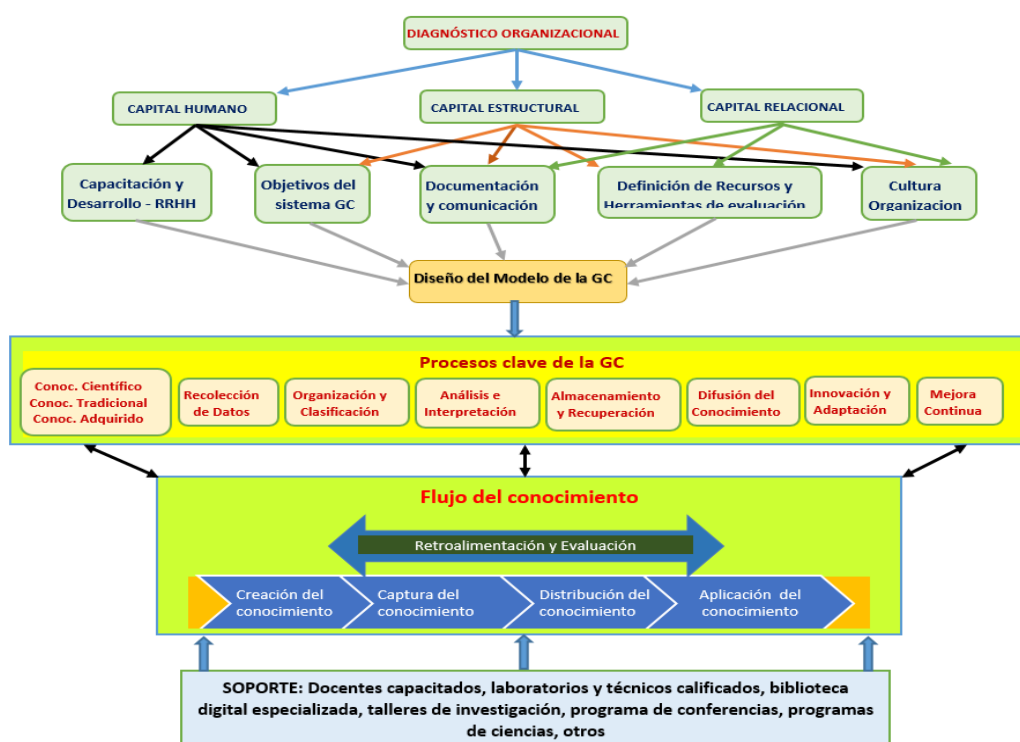 DIAGNÓSTICO ORGANIZACIONAL
CAPITAL HUMANO
CAPITAL ESTRUCTURAL
CAPITAL RELACIONAL
Capacitación y
Desarrollo - RRHH
Objetivos del
sistema GC
Documentación
y comunicación
Definición de Recursos y
Herramientas de evaluación
Cultura
Organizacion
Diseño del Modelo de la GC
Procesos clave de la GC
Conoc. Científico
Conoc. Tradicional
Conoc. Adquirido
Recolección
de Datos
Organización y
Clasificación
Análisis e
Interpretación
Almacenamiento
y Recuperación
Difusión del
Conocimiento
Innovación y
Adaptación
Mejora
Continua
Flujo del conocimiento
Retroalimentación y Evaluación
Creación del
conocimiento
Captura del
conocimiento
Distribución del
conocimiento
Aplicación del
conocimiento
SOPORTE: Docentes capacitados, laboratorios y técnicos calificados, biblioteca
digital especializada, talleres de investigación, programa de conferencias, programas
de ciencias, otros